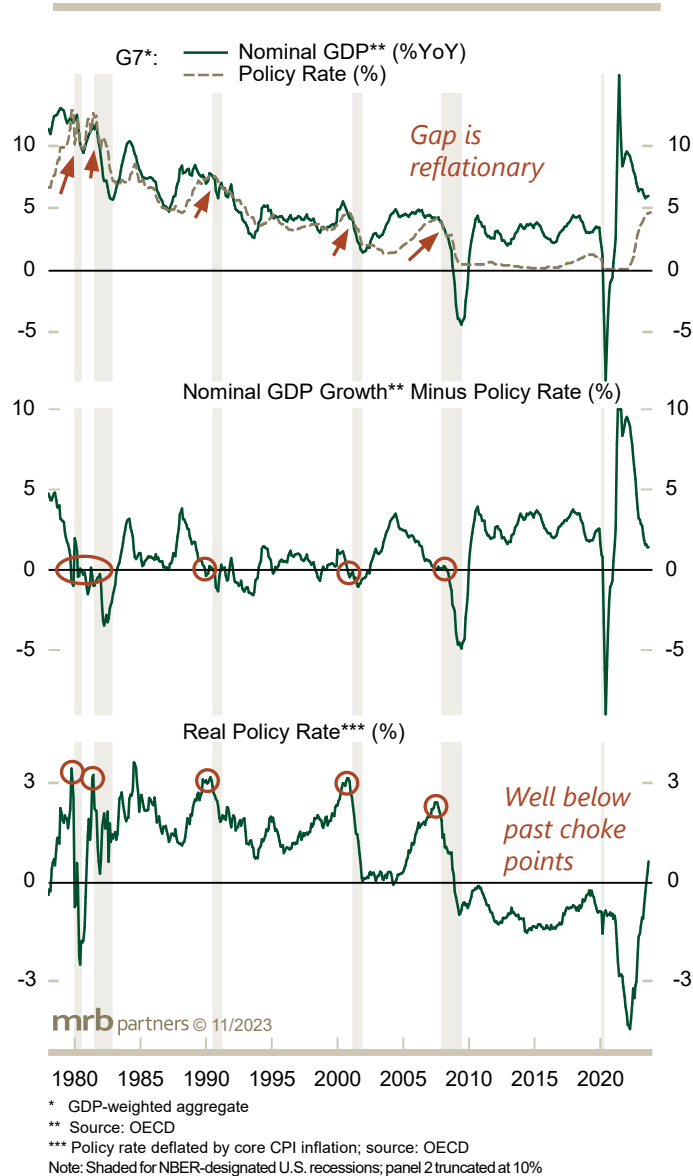 G7*:
Nominal GDP** (%YoY)
Policy Rate (%)
Gap is
reflationary
10 10
5 5
0 0
-5 -5
Nominal GDP Growth** Minus Policy Rate (%)
10 10
5 5
0 0
-5 -5
Real Policy Rate*** (%)
3 3
Well below
past choke
points
0 0
-3 -3
mrb partners © 11/2023
1980 1985 1990 1995 2000 2005 2010 2015 2020
* GDP-weighted aggregate
** Source: OECD
*** Policy rate deflated by core CPI inflation; source: OECD
Note: Shaded for NBER-designated U.S. recessions; panel 2 truncated at 10%